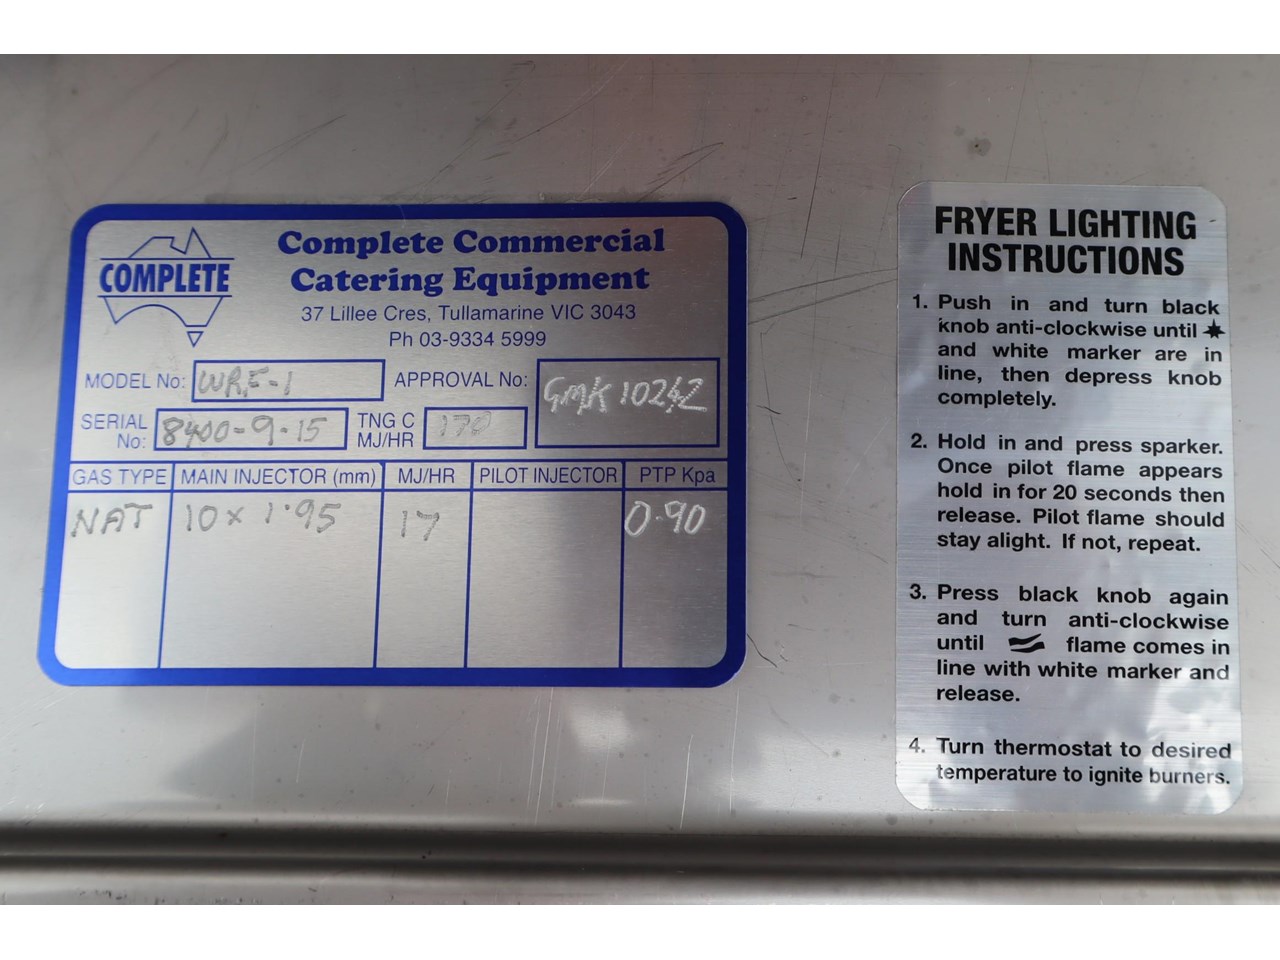 COMPLETE
Complete Commercial
Catering Equipment
37 Lillee Cres, Tullamarine VIC 3043
Ph 03-9334 5999
MODEL No: WRF-1
APPROVAL No: GMK10242
SERIAL No: 8400-9-15
TNG C MJ/HR 170
GAS TYPE MAIN INJECTOR (mm) MJ/HR PILOT INJECTOR PTP Kpa
NAT 10 x 1.95 17 0.90
FRYER LIGHTING
INSTRUCTIONS
1. Push in and turn black
knob anti-clockwise until
and white marker are in
line, then depress knob
completely.
2. Hold in and press sparker.
Once pilot flame appears
hold in for 20 seconds then
release. Pilot flame should
stay alight. If not, repeat.
3. Press black knob again
and turn anti-clockwise
until flame comes in
line with white marker and
release.
4. Turn thermostat to desired
temperature to ignite burners.